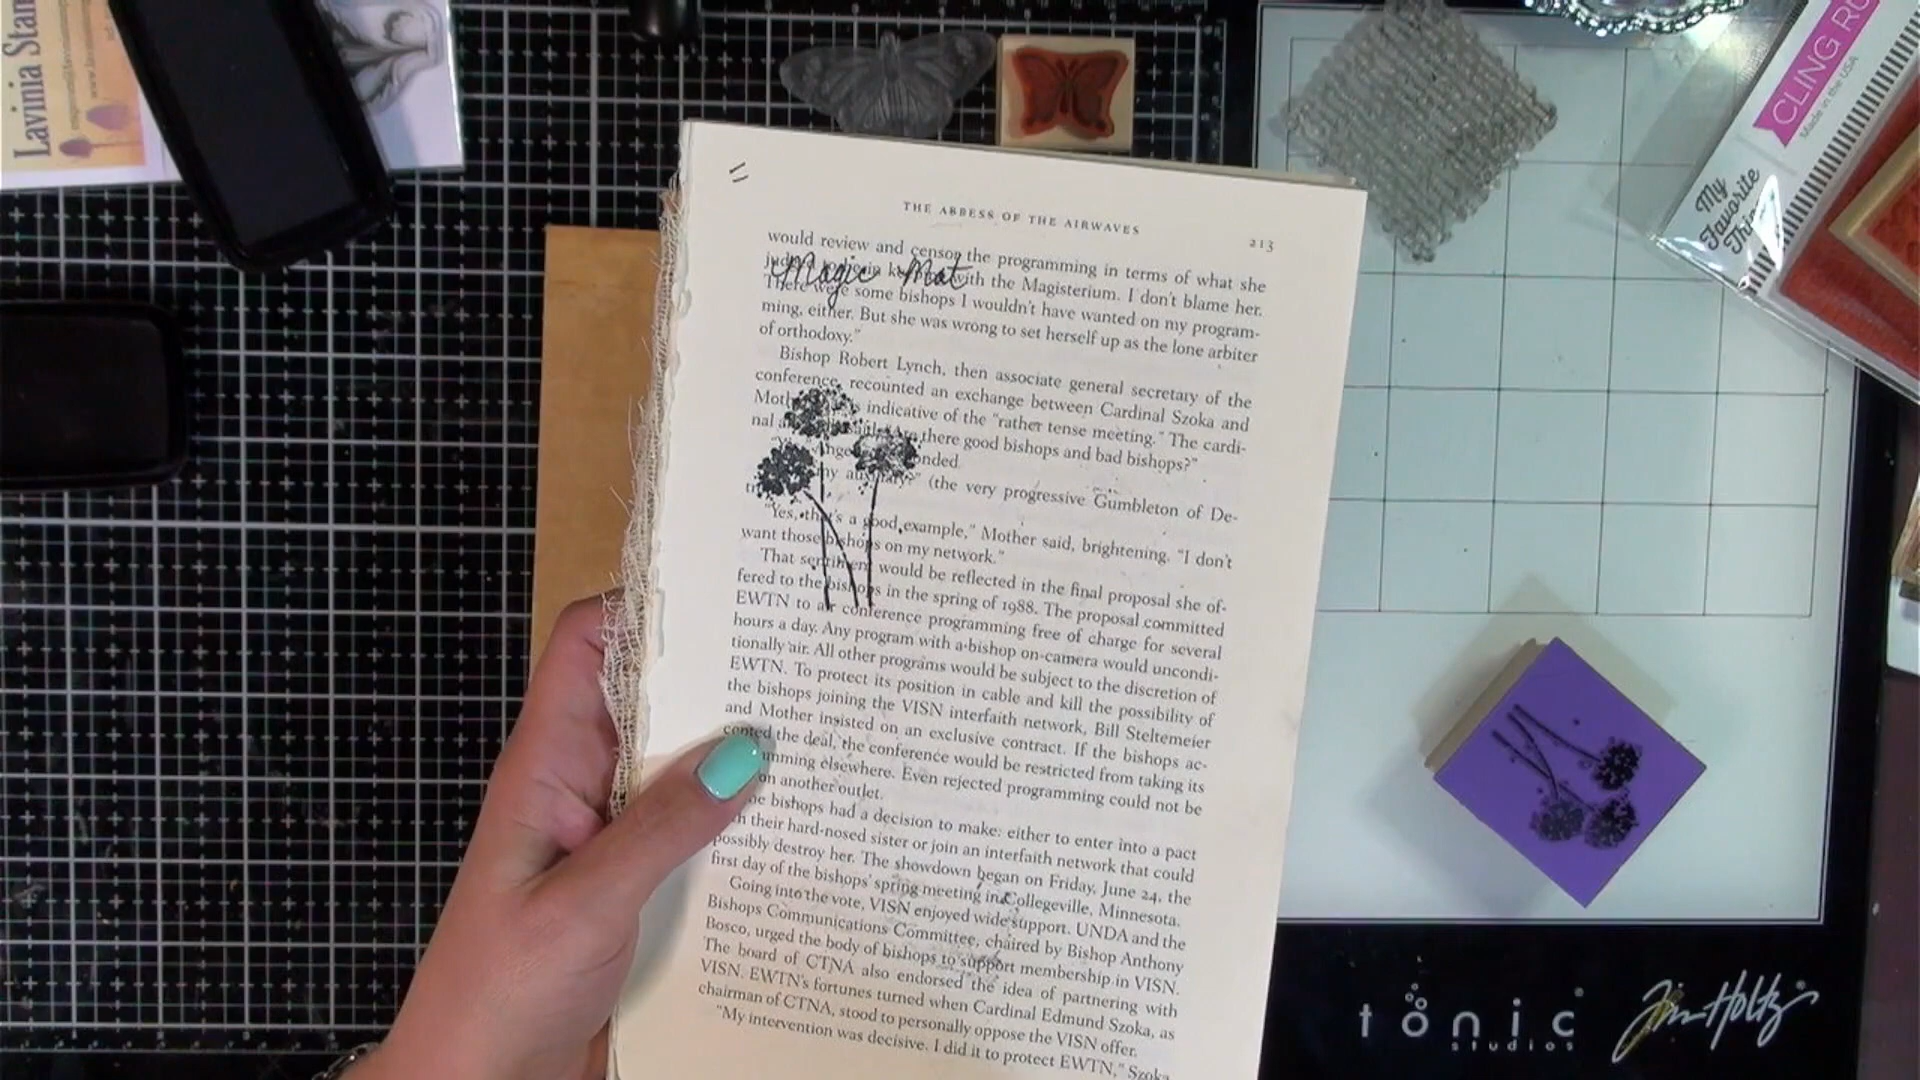 Lavinia Stam
CLING RU
Made in the USA
My
Favorite
Thin
THE ABBESS OF THE AIRWAVES
213
would review and censor the programming in terms of what she
Magic Mat
with the Magisterium. I don't blame her.
There were some bishops I wouldn't have wanted on my program-
ming, either. But she was wrong to set herself up as the lone arbiter
of orthodoxy."
Bishop Robert Lynch, then associate general secretary of the
conference, recounted an exchange between Cardinal Szoka and
indicative of the "rather tense meeting." The cardi-
nal there good bishops and bad bishops?"
onded.
(the very progressive Gumbleton of De-
"Yes, that's a good example," Mother said, brightening. "I don't
want those bishops on my network."
That sentiment would be reflected in the final proposal she of-
fered to the bishops in the spring of 1988. The proposal committed
EWTN to air conference programming free of charge for several
hours a day. Any program with a bishop on-camera would uncondi-
tionally air. All other programs would be subject to the discretion of
EWTN. To protect its position in cable and kill the possibility of
the bishops joining the VISN interfaith network, Bill Steltemeier
and Mother insisted on an exclusive contract. If the bishops ac-
cepted the deal, the conference would be restricted from taking its
amming elsewhere. Even rejected programming could not be
on another outlet.
he bishops had a decision to make: either to enter into a pact
h their hard-nosed sister or join an interfaith network that could
possibly destroy her. The showdown began on Friday, June 24, the
first day of the bishops' spring meeting in Collegeville, Minnesota.
Going into the vote, VISN enjoyed wide support. UNDA and the
Bishops Communications Committee, chaired by Bishop Anthony
Bosco, urged the body of bishops to support membership in VISN.
The board of CTNA also endorsed the idea of partnering with
VISN. EWTN's fortunes turned when Cardinal Edmund Szoka, as
chairman of CTNA, stood to personally oppose the VISN offer.
"My intervention was decisive. I did it to protect EWTN," Szoka
tonic
studios
Tim Holtz